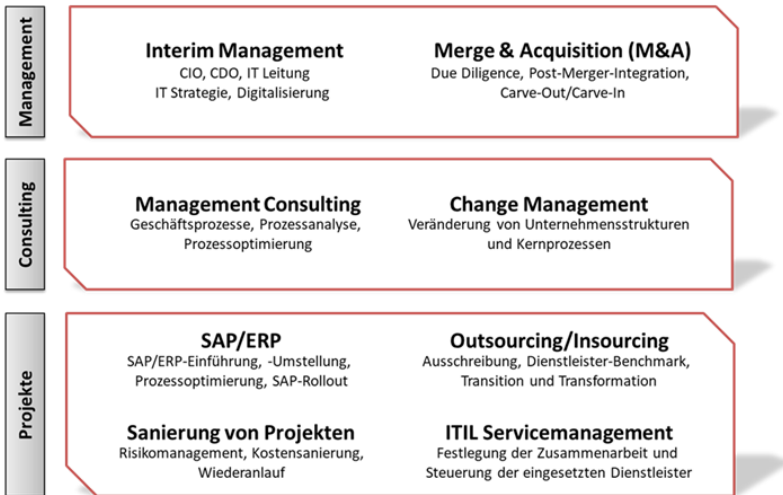 Management
Interim Management
CIO, CDO, IT Leitung
IT Strategie, Digitalisierung
Merge & Acquisition (M&A)
Due Diligence, Post-Merger-Integration,
Carve-Out/Carve-In
Consulting
Management Consulting
Geschäftsprozesse, Prozessanalyse,
Prozessoptimierung
Change Management
Veränderung von Unternehmensstrukturen
und Kernprozessen
Projekte
SAP/ERP
SAP/ERP-Einführung, -Umstellung,
Prozessoptimierung, SAP-Rollout
Outsourcing/Insourcing
Ausschreibung, Dienstleister-Benchmark,
Transition und Transformation
Sanierung von Projekten
Risikomanagement, Kostensanierung,
Wiederanlauf
ITIL Servicemanagement
Festlegung der Zusammenarbeit und
Steuerung der eingesetzten Dienstleister